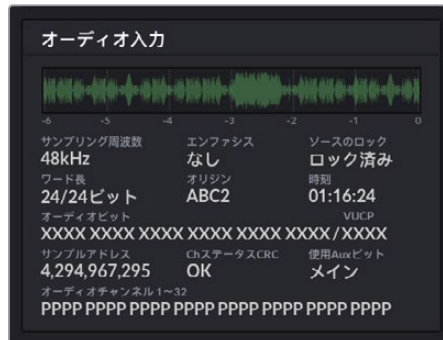 オーディオ入力
-6 -5 -4 -3 -2 -1 0
サンプリング周波数 エンファシス ソースのロック
48kHz なし ロック済み
ワード長 オリジン 時刻
24/24ビット ABC2 01:16:24
オーディオビット VUCP
XXXX XXXX XXXX XXXX XXXX XXXX/XXXX
サンプルアドレス ChステータスCRC 使用Auxビット
4,294,967,295 OK メイン
オーディオチャンネル 1〜32
PPPP PPPP PPPP PPPP PPPP PPPP PPPP PPPP